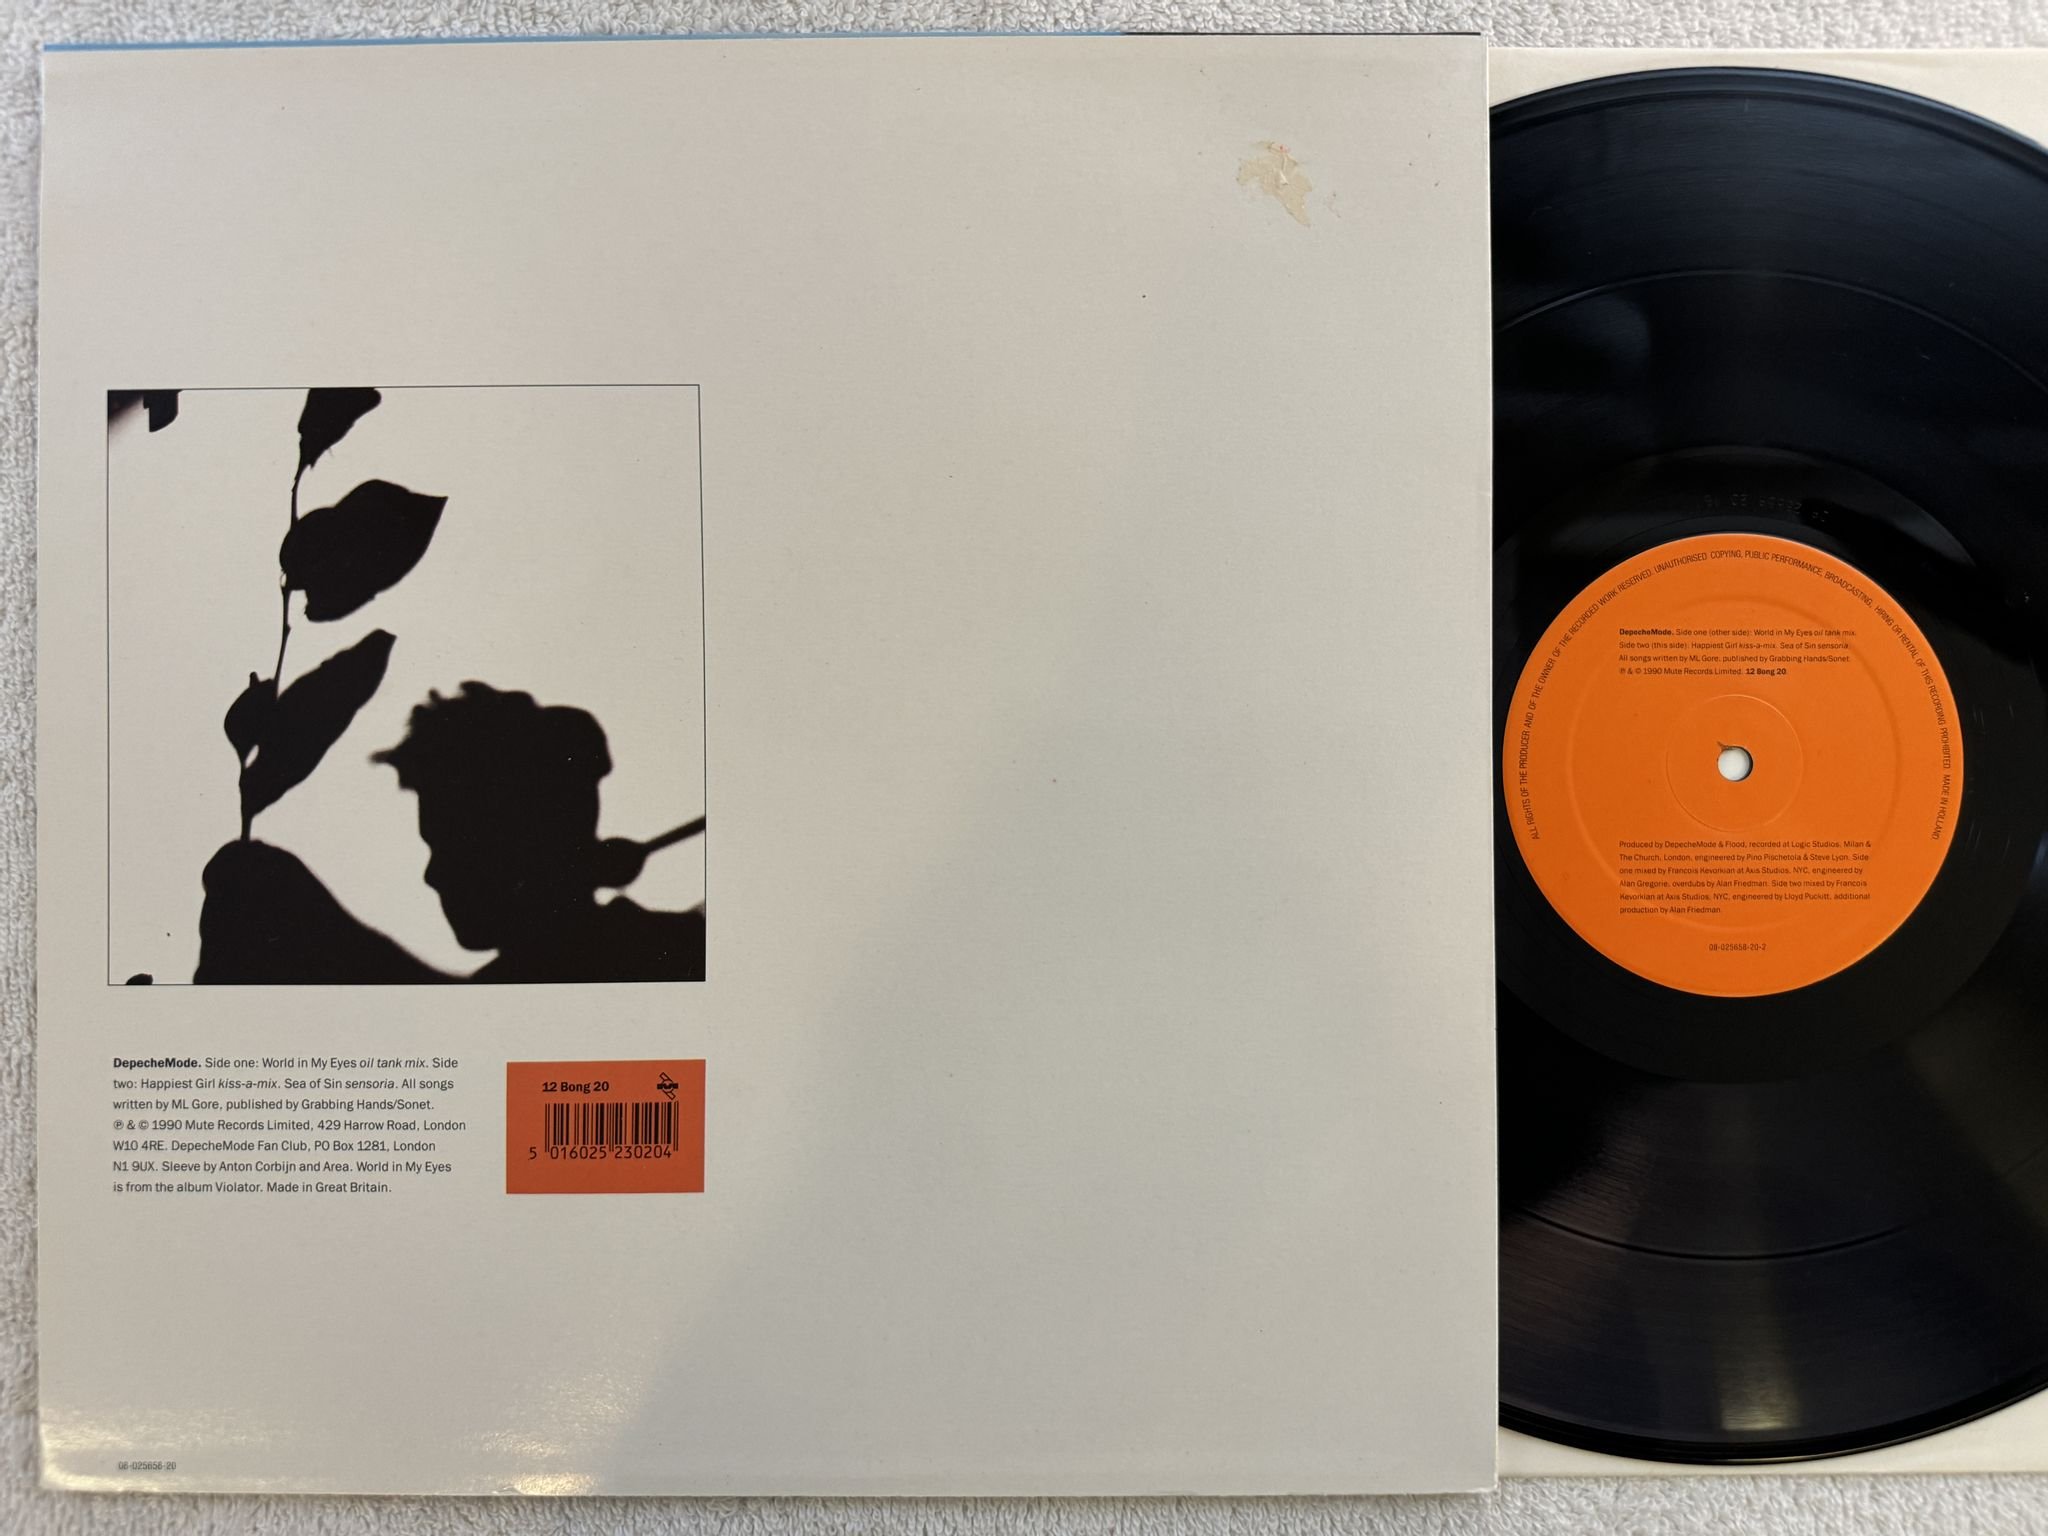 DepecheMode. Side one: World in My Eyes oil tank mix. Side
two: Happiest Girl kiss-a-mix. Sea of Sin sensoria. All songs
written by ML Gore, published by Grabbing Hands/Sonet.
℗ & © 1990 Mute Records Limited, 429 Harrow Road, London
W10 4RE. DepecheMode Fan Club, PO Box 1281, London
N1 9UX. Sleeve by Anton Corbijn and Area. World in My Eyes
is from the album Violator. Made in Great Britain.
12 Bong 20
5 016025 230204
08-025658-20
ALL RIGHTS OF THE PRODUCER AND OF THE OWNER OF THE RECORDED WORK RESERVED. UNAUTHORISED COPYING, PUBLIC PERFORMANCE, BROADCASTING, HIRING OR RENTAL OF THIS RECORDING PROHIBITED. MADE IN HOLLAND
DepecheMode. Side one (other side): World in My Eyes oil tank mix.
Side two (this side): Happiest Girl kiss-a-mix. Sea of Sin sensoria.
All songs written by ML Gore, published by Grabbing Hands/Sonet.
℗ & © 1990 Mute Records Limited. 12 Bong 20
Produced by DepecheMode & Flood, recorded at Logic Studios, Milan &
The Church, London, engineered by Pino Pischetola & Steve Lyon. Side
one mixed by Francois Kevorkian at Axis Studios, NYC, engineered by
Alan Gregorie, overdubs by Alan Friedman. Side two mixed by Francois
Kevorkian at Axis Studios, NYC, engineered by Lloyd Puckitt, additional
production by Alan Friedman.
08-025658-20-2